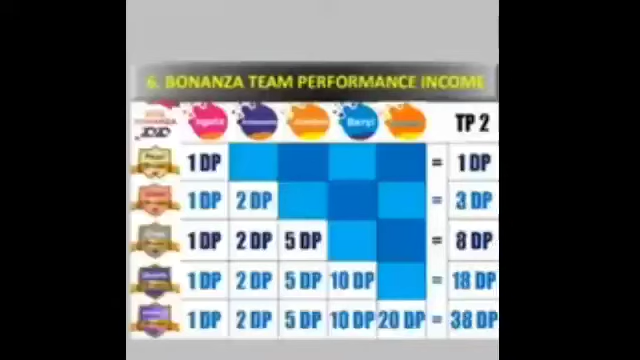 6. BONANZA TEAM PERFORMANCE INCOME
BONANZA Beryl TP 2
1 DP = 1 DP
1 DP 2 DP = 3 DP
1 DP 2 DP 5 DP = 8 DP
1 DP 2 DP 5 DP 10 DP = 18 DP
1 DP 2 DP 5 DP 10 DP 20 DP = 38 DP